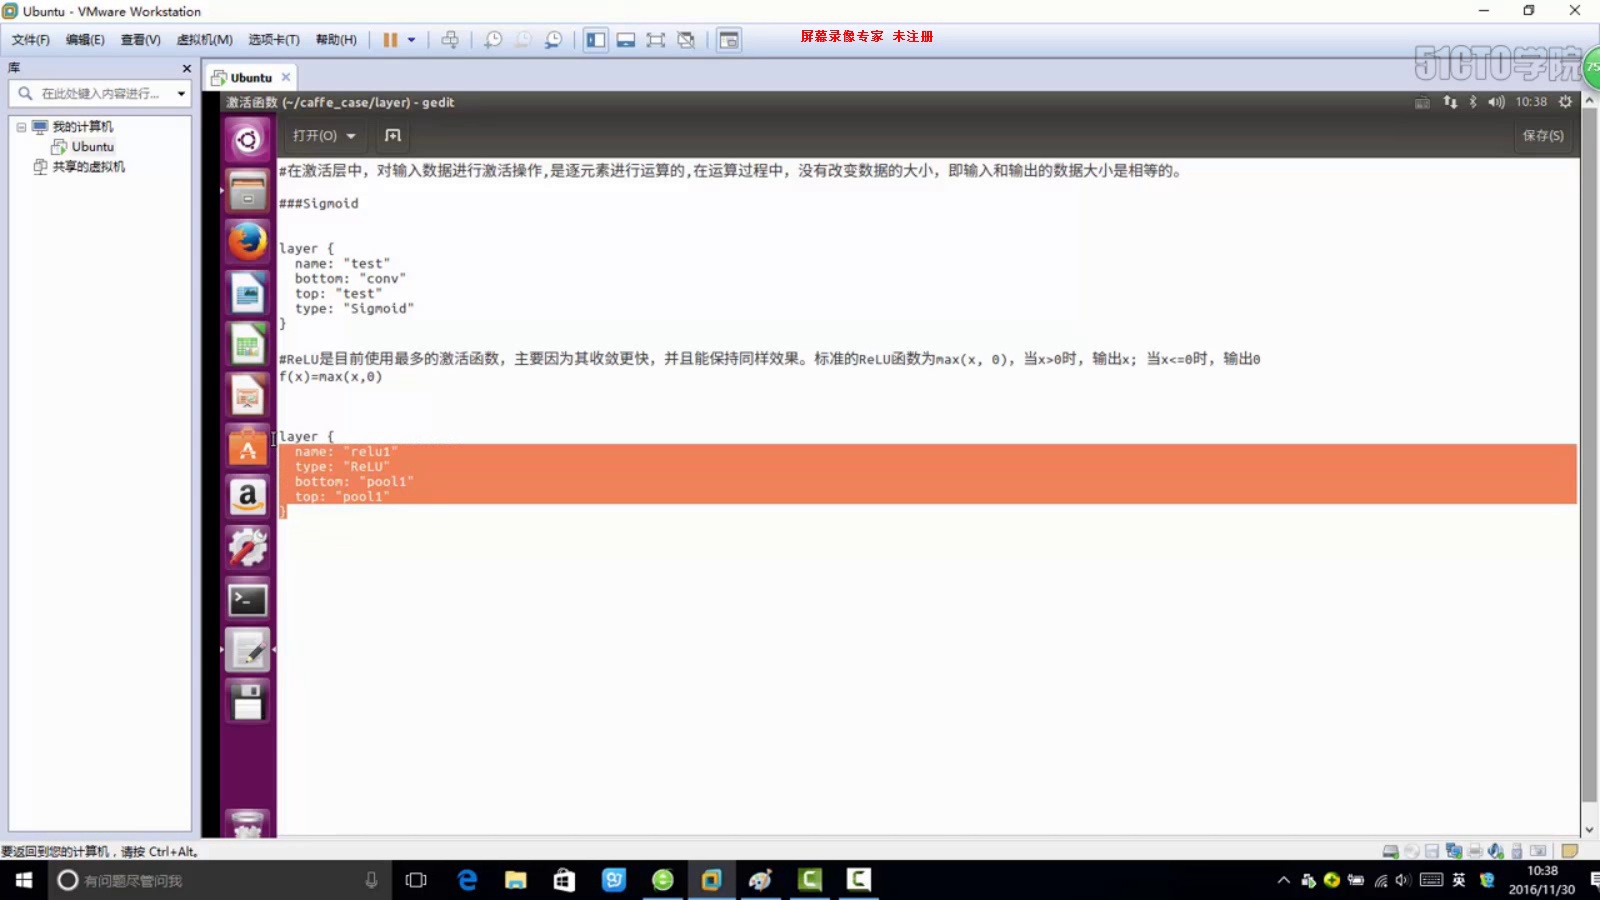 Ubuntu - VMware Workstation
文件(F) 编辑(E) 查看(V) 虚拟机(M) 选项卡(T) 帮助(H)
屏幕录像专家 未注册
51CTO学院
75
库
在此处键入内容进行...
我的计算机
Ubuntu
共享的虚拟机
Ubuntu
激活函数 (~/caffe_case/layer) - gedit
10:38
打开(O)
保存(S)
#在激活层中，对输入数据进行激活操作,是逐元素进行运算的,在运算过程中，没有改变数据的大小，即输入和输出的数据大小是相等的。
###Sigmoid
layer {
name: "test"
bottom: "conv"
top: "test"
type: "Sigmoid"
}
#ReLU是目前使用最多的激活函数，主要因为其收敛更快，并且能保持同样效果。标准的ReLU函数为max(x, 0)，当x>0时，输出x; 当x<=0时，输出0
f(x)=max(x,0)
layer {
name: "relu1"
type: "ReLU"
bottom: "pool1"
top: "pool1"
}
要返回到您的计算机，请按 Ctrl+Alt。
有问题尽管问我
英
10:38
2016/11/30